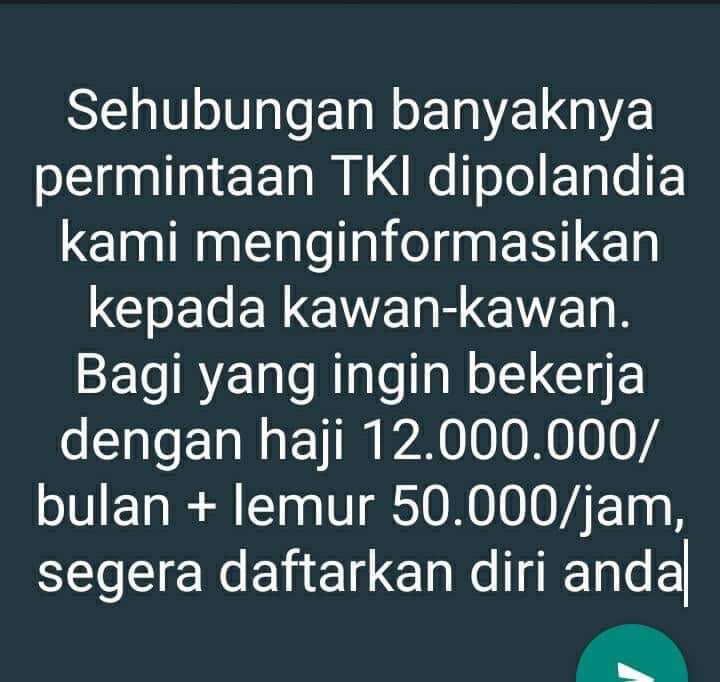 Sehubungan banyaknya
permintaan TKI dipolandia
kami menginformasikan
kepada kawan-kawan.
Bagi yang ingin bekerja
dengan haji 12.000.000/
bulan + lemur 50.000/jam,
segera daftarkan diri anda